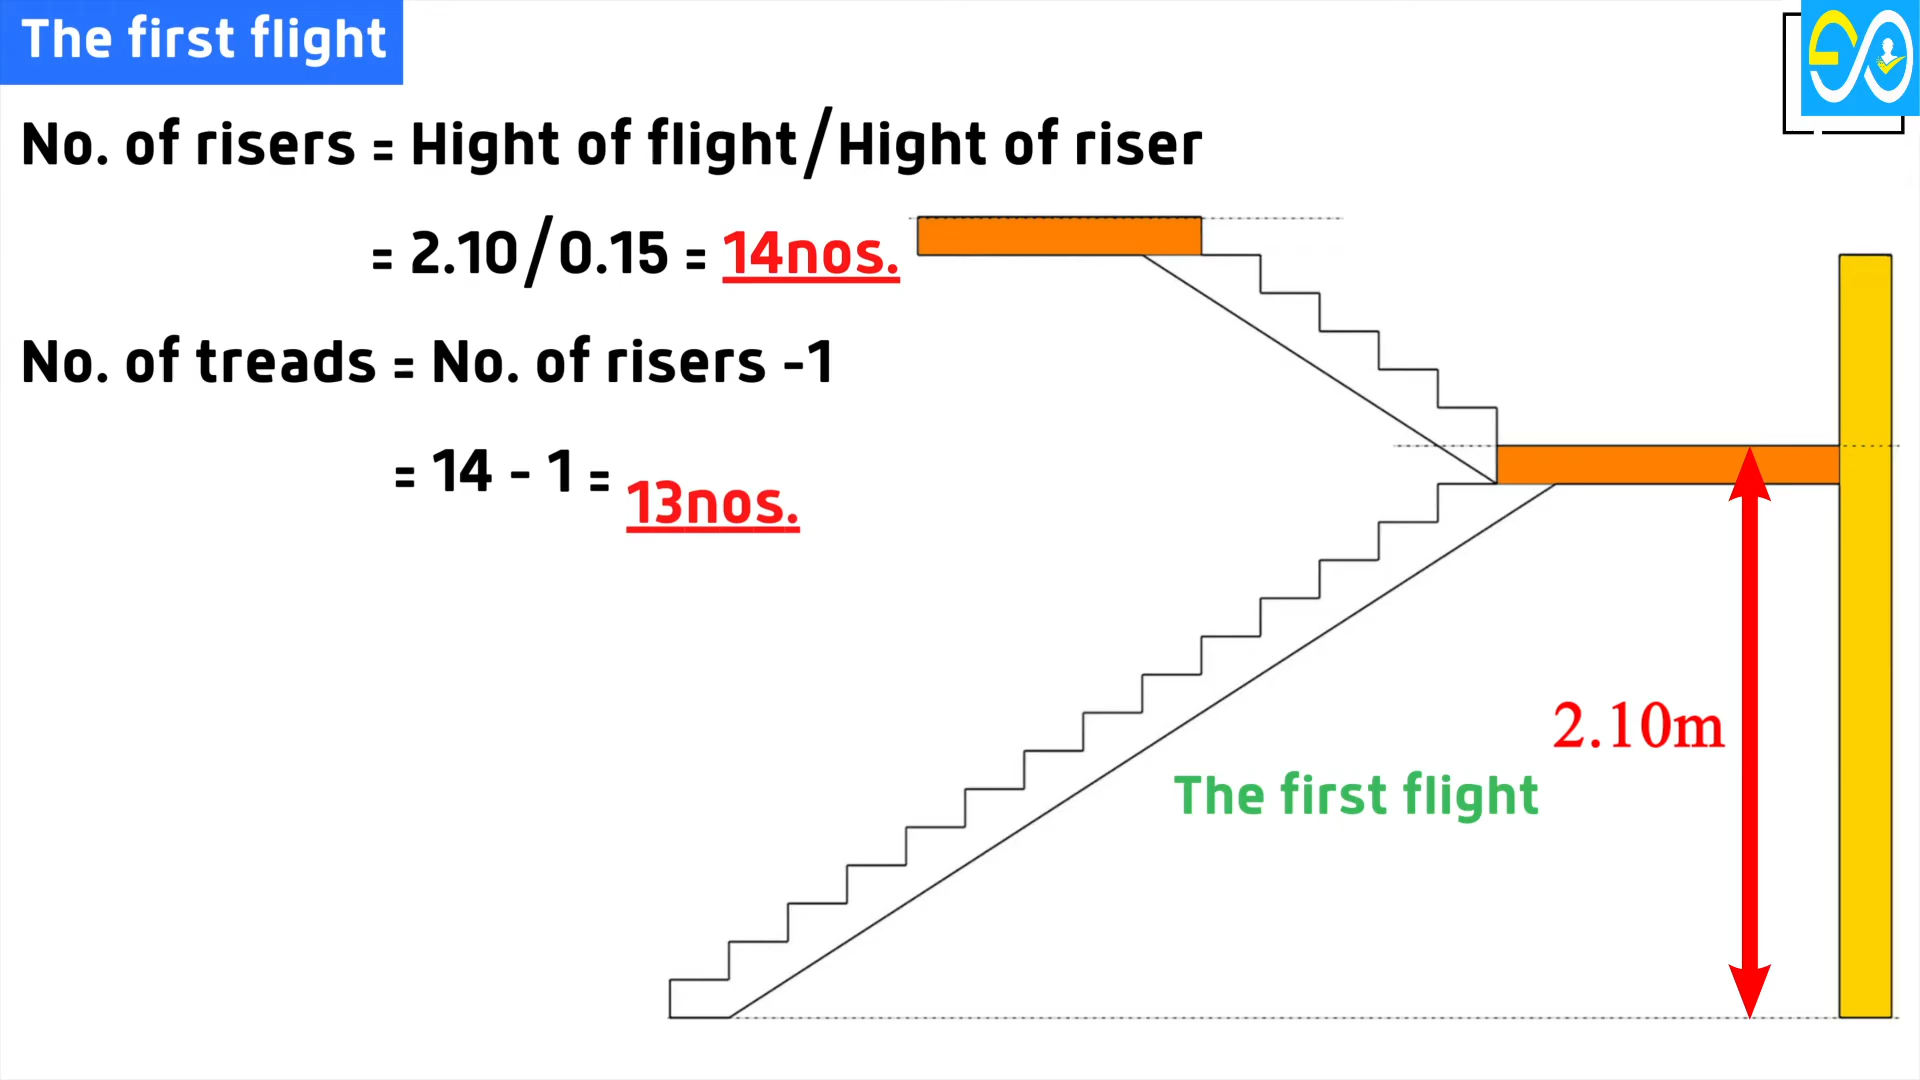 The first flight
No. of risers = Hight of flight/Hight of riser
= 2.10/0.15 = 14nos.
No. of treads = No. of risers -1
= 14 - 1 = 13nos.
2.10m
The first flight